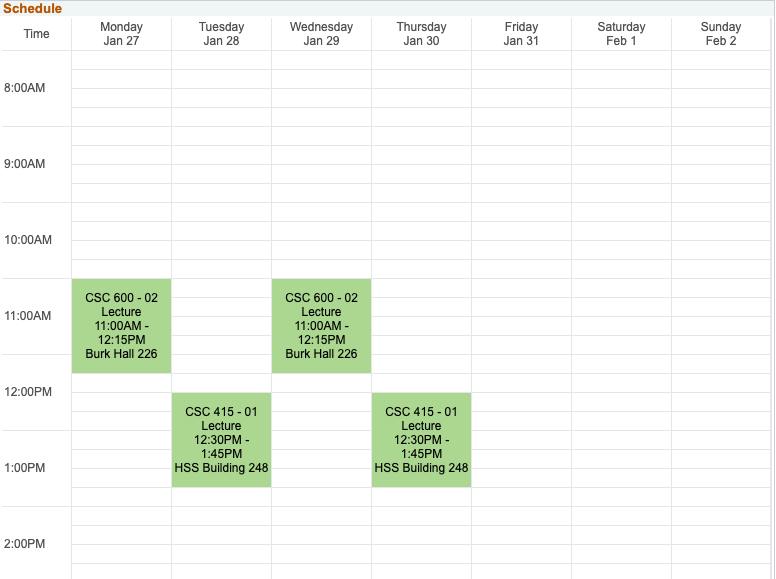 Schedule
Time
Monday
Jan 27
Tuesday
Jan 28
Wednesday
Jan 29
Thursday
Jan 30
Friday
Jan 31
Saturday
Feb 1
Sunday
Feb 2
8:00AM
9:00AM
10:00AM
11:00AM
CSC 600 - 02
Lecture
11:00AM -
12:15PM
Burk Hall 226
CSC 600 - 02
Lecture
11:00AM -
12:15PM
Burk Hall 226
12:00PM
CSC 415 - 01
Lecture
12:30PM -
1:45PM
HSS Building 248
CSC 415 - 01
Lecture
12:30PM -
1:45PM
HSS Building 248
1:00PM
2:00PM